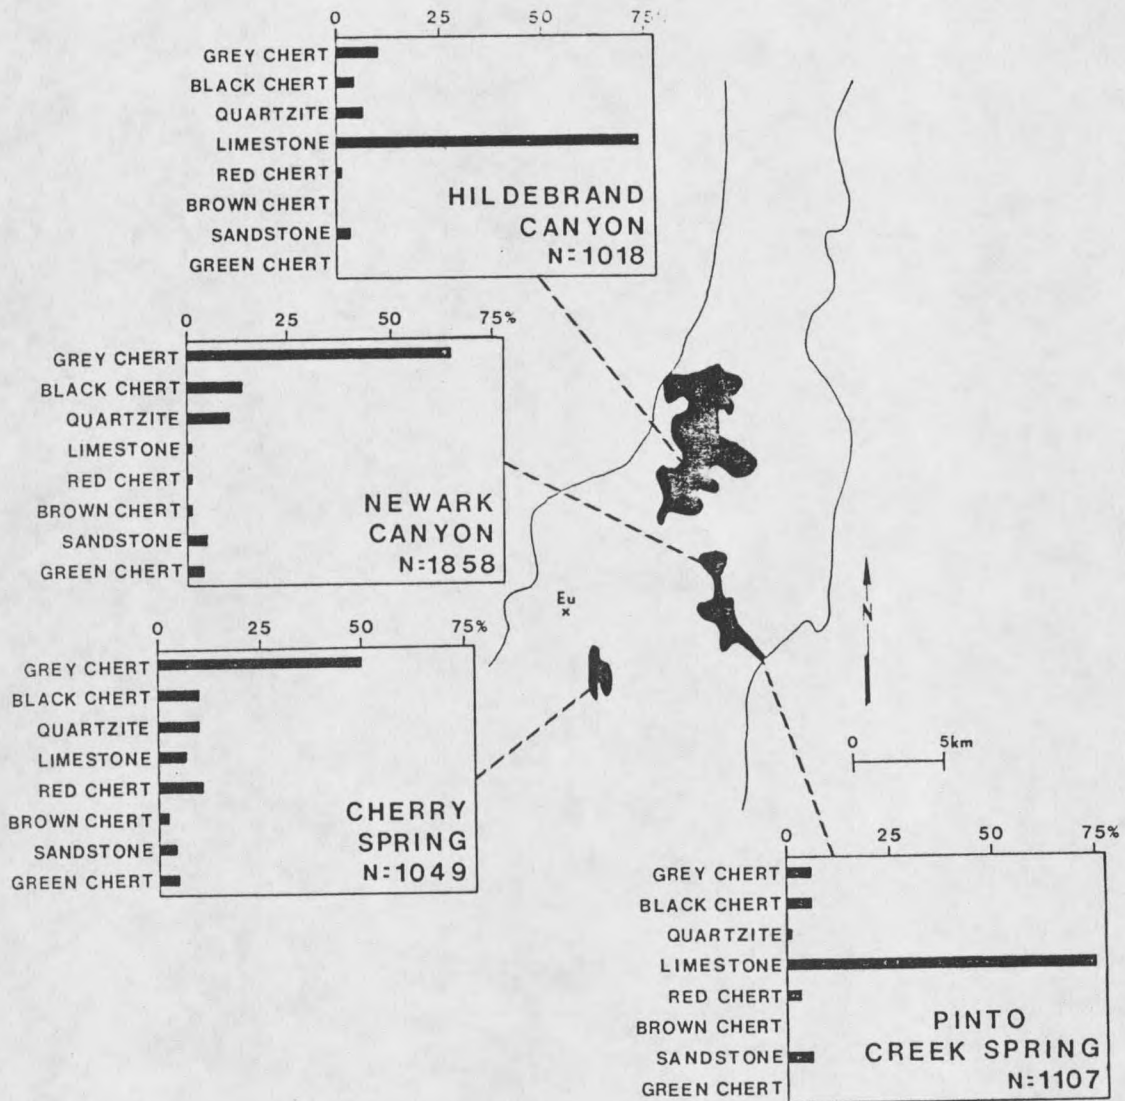 0 25 50 75%
GREY CHERT
BLACK CHERT
QUARTZITE
LIMESTONE
RED CHERT
BROWN CHERT
SANDSTONE
GREEN CHERT
HILDEBRAND
CANYON
N=1018
0 25 50 75%
GREY CHERT
BLACK CHERT
QUARTZITE
LIMESTONE
RED CHERT
BROWN CHERT
SANDSTONE
GREEN CHERT
NEWARK
CANYON
N=1858
Eu
x
N
0 5km
0 25 50 75%
GREY CHERT
BLACK CHERT
QUARTZITE
LIMESTONE
RED CHERT
BROWN CHERT
SANDSTONE
GREEN CHERT
CHERRY
SPRING
N=1049
0 25 50 75%
GREY CHERT
BLACK CHERT
QUARTZITE
LIMESTONE
RED CHERT
BROWN CHERT
SANDSTONE
GREEN CHERT
PINTO
CREEK SPRING
N=1107